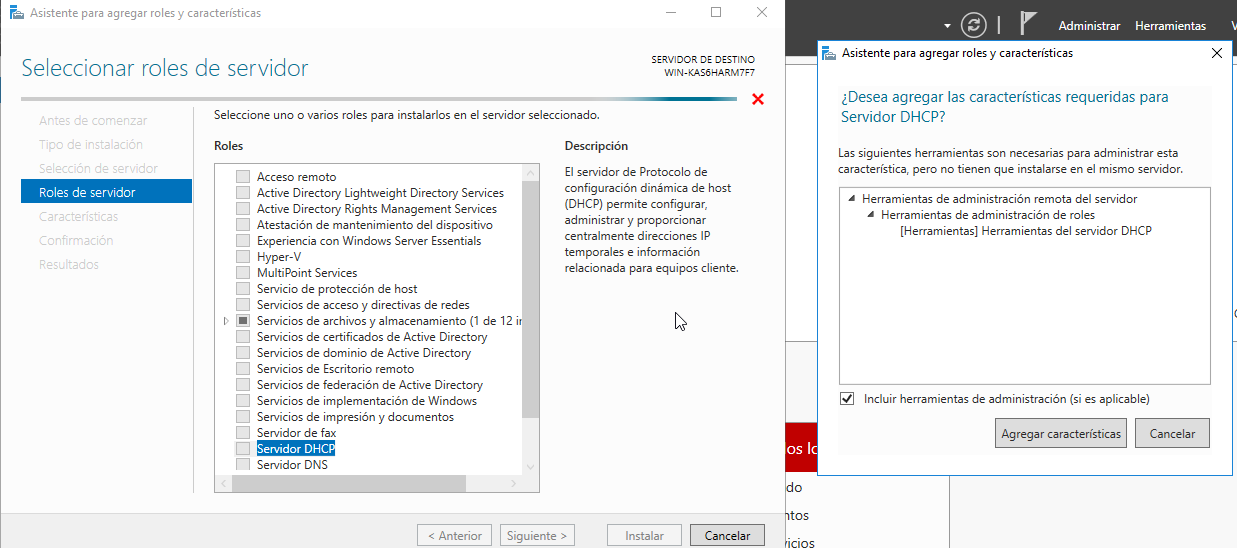 Asistente para agregar roles y características
Seleccionar roles de servidor
SERVIDOR DE DESTINO
WIN-KAS6HARM7F7
Antes de comenzar
Tipo de instalación
Selección de servidor
Roles de servidor
Características
Confirmación
Resultados
Seleccione uno o varios roles para instalarlos en el servidor seleccionado.
Roles
Acceso remoto
Active Directory Lightweight Directory Services
Active Directory Rights Management Services
Atestación de mantenimiento del dispositivo
Experiencia con Windows Server Essentials
Hyper-V
MultiPoint Services
Servicio de protección de host
Servicios de acceso y directivas de redes
Servicios de archivos y almacenamiento (1 de 12 in
Servicios de certificados de Active Directory
Servicios de dominio de Active Directory
Servicios de Escritorio remoto
Servicios de federación de Active Directory
Servicios de implementación de Windows
Servicios de impresión y documentos
Servidor de fax
Servidor DHCP
Servidor DNS
Descripción
El servidor de Protocolo de
configuración dinámica de host
(DHCP) permite configurar,
administrar y proporcionar
centralmente direcciones IP
temporales e información
relacionada para equipos cliente.
< Anterior
Siguiente >
Instalar
Cancelar
Administrar
Herramientas
V
Asistente para agregar roles y características
¿Desea agregar las características requeridas para
Servidor DHCP?
Las siguientes herramientas son necesarias para administrar esta
característica, pero no tienen que instalarse en el mismo servidor.
Herramientas de administración remota del servidor
Herramientas de administración de roles
[Herramientas] Herramientas del servidor DHCP
Incluir herramientas de administración (si es aplicable)
Agregar características
Cancelar